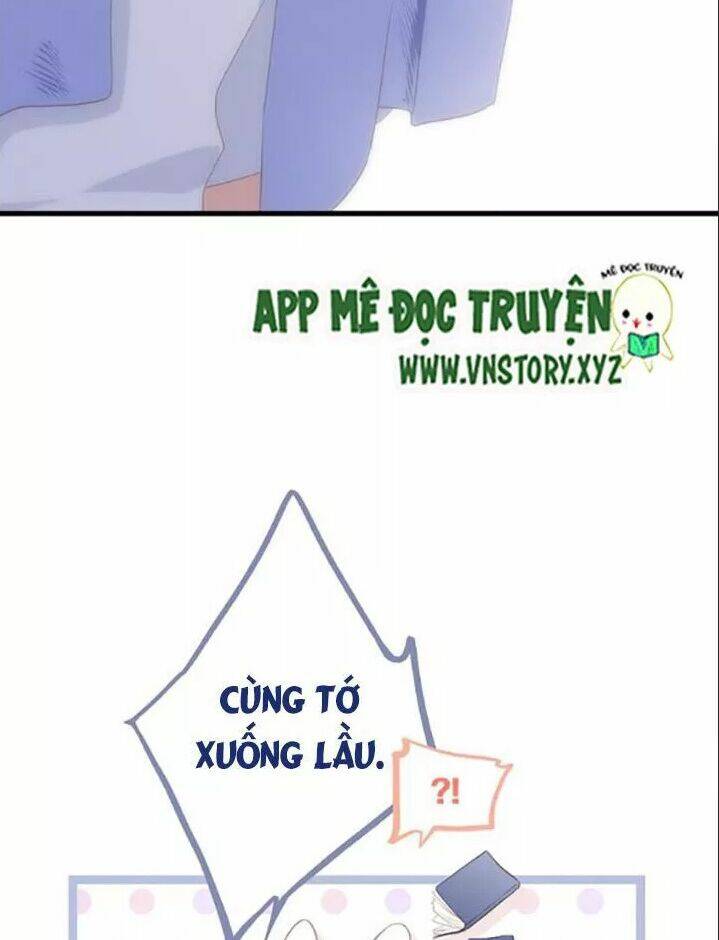 MÊ ĐỌC TRUYỆN
APP MÊ ĐỌC TRUYỆN
WWW.VNSTORY.XYZ
CÙNG TỚ
XUỐNG LẦU.
?!